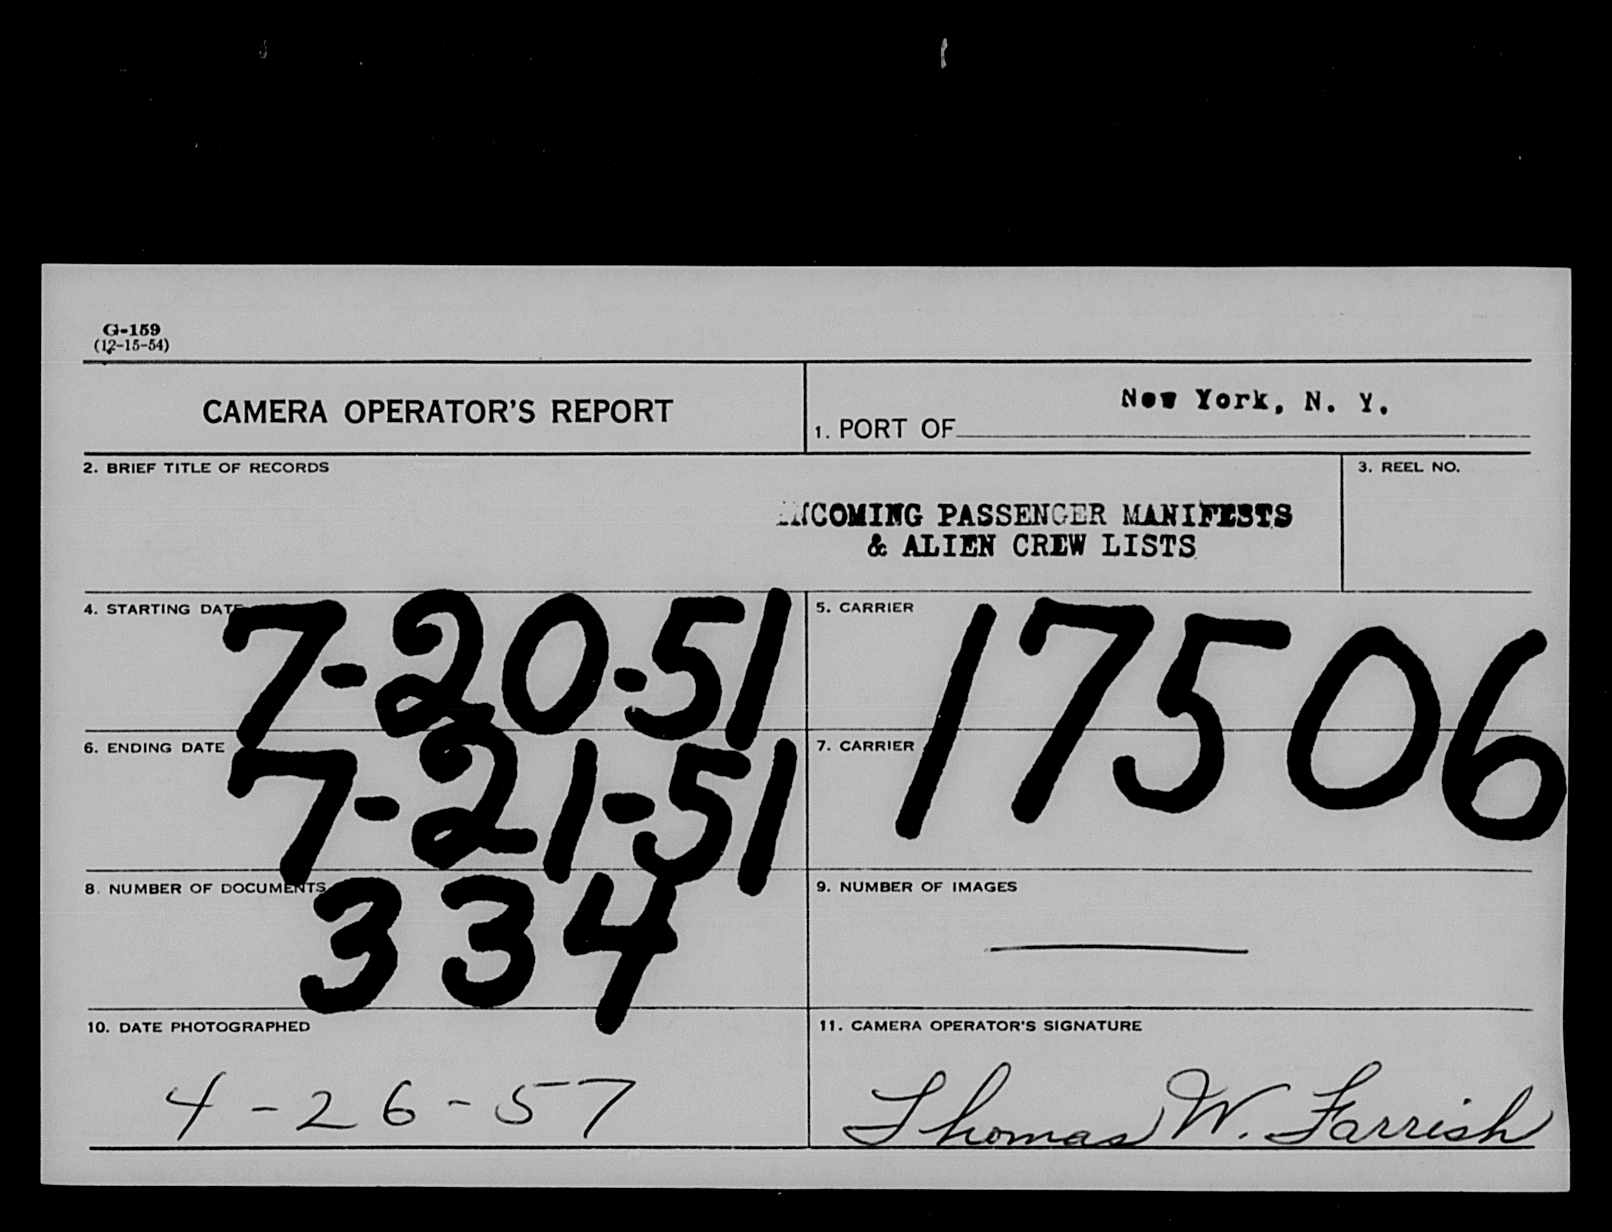 G-159
(12-15-54)
CAMERA OPERATOR'S REPORT
1. PORT OF New York, N. Y.
2. BRIEF TITLE OF RECORDS
INCOMING PASSENGER MANIFESTS
& ALIEN CREW LISTS
3. REEL NO.
4. STARTING DATE 7-20-51
5. CARRIER
17506
6. ENDING DATE 7-21-51
7. CARRIER
8. NUMBER OF DOCUMENTS
334
9. NUMBER OF IMAGES
10. DATE PHOTOGRAPHED
4-26-57
11. CAMERA OPERATOR'S SIGNATURE
Thomas W. Farrish